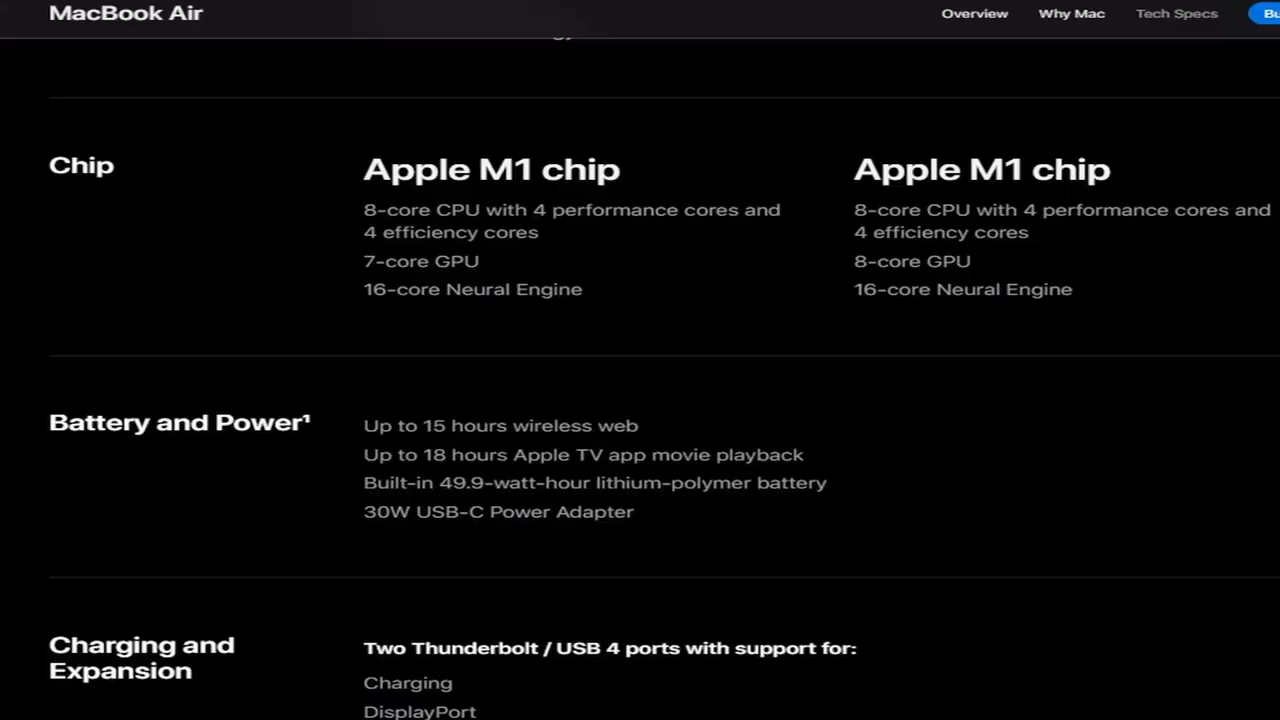 MacBook Air
Overview
Why Mac
Tech Specs
Chip
Apple M1 chip
8-core CPU with 4 performance cores and
4 efficiency cores
7-core GPU
16-core Neural Engine
Apple M1 chip
8-core CPU with 4 performance cores and
4 efficiency cores
8-core GPU
16-core Neural Engine
Battery and Power¹
Up to 15 hours wireless web
Up to 18 hours Apple TV app movie playback
Built-in 49.9-watt-hour lithium-polymer battery
30W USB-C Power Adapter
Charging and
Expansion
Two Thunderbolt / USB 4 ports with support for:
Charging
DisplayPort